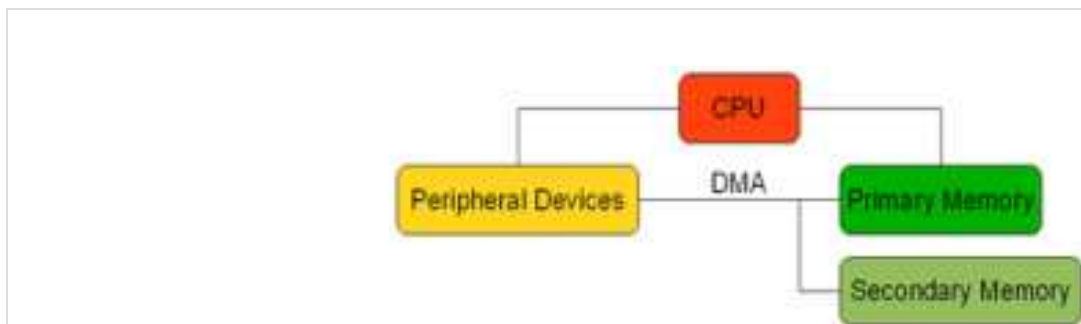 CPU
Peripheral Devices
DMA
Primary Memory
Secondary Memory